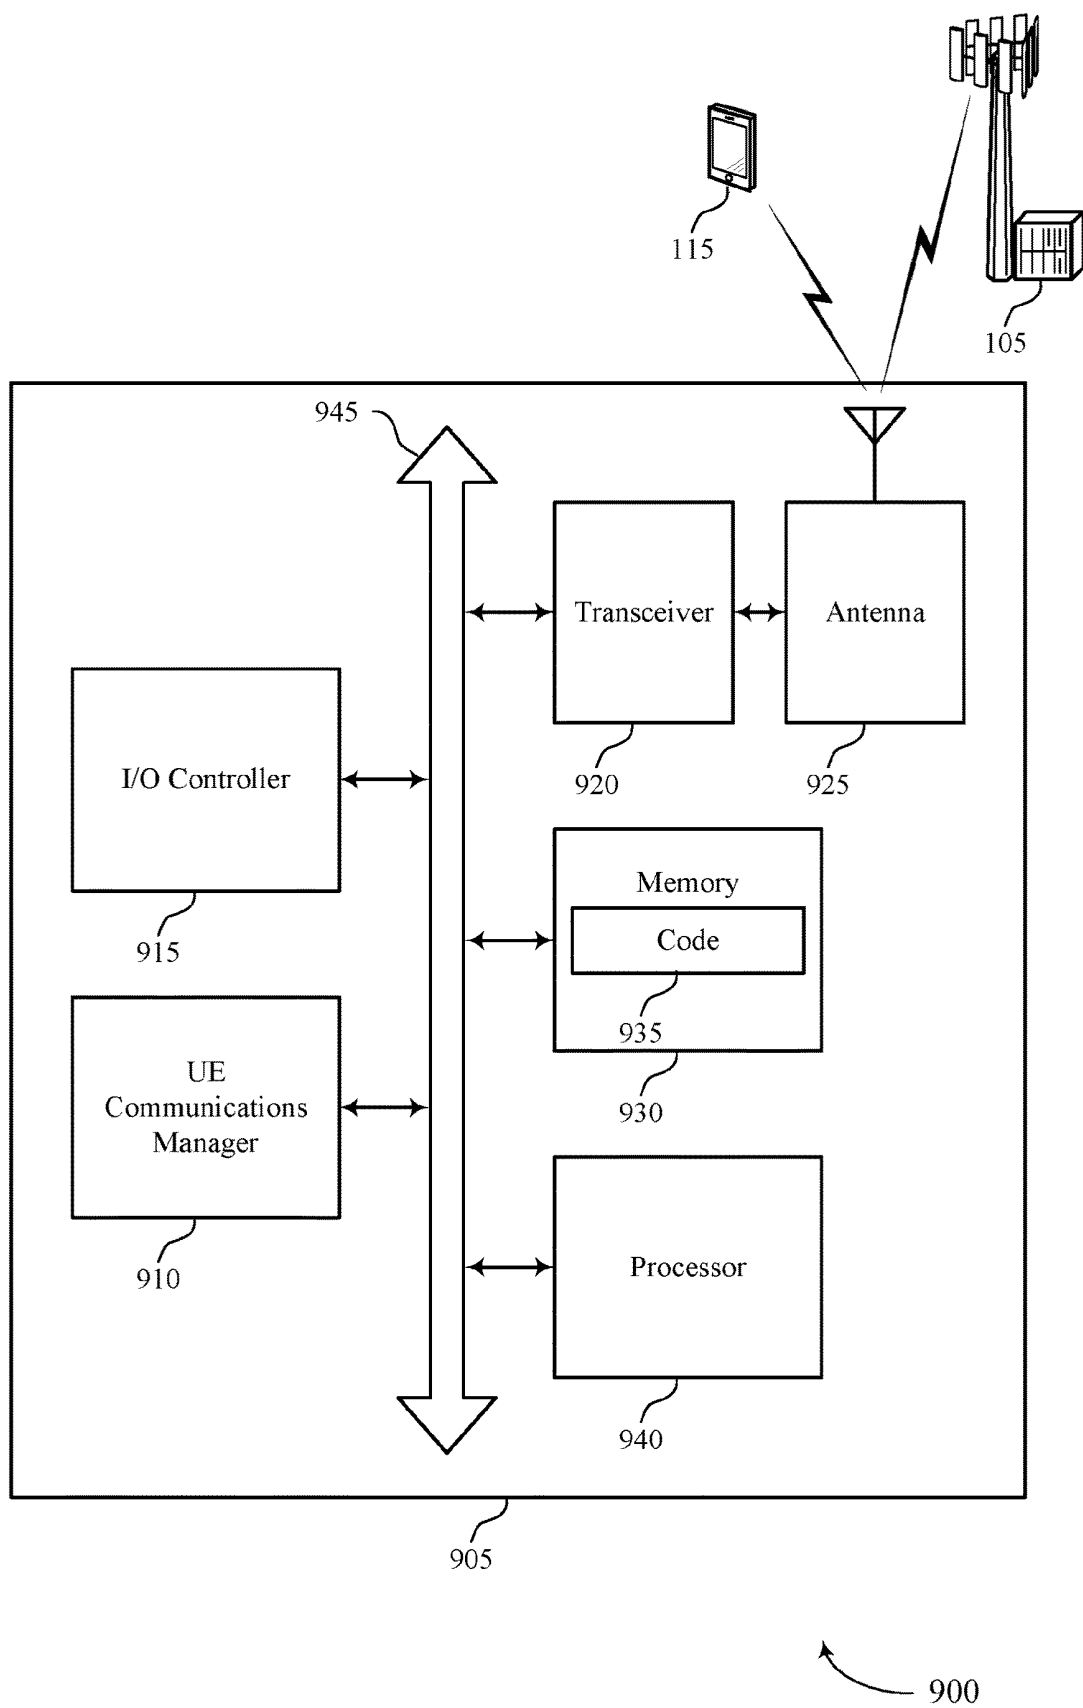 115
105
945
Transceiver
Antenna
920
925
I/O Controller
915
Memory
Code
935
930
UE
Communications
Manager
910
Processor
940
905
900